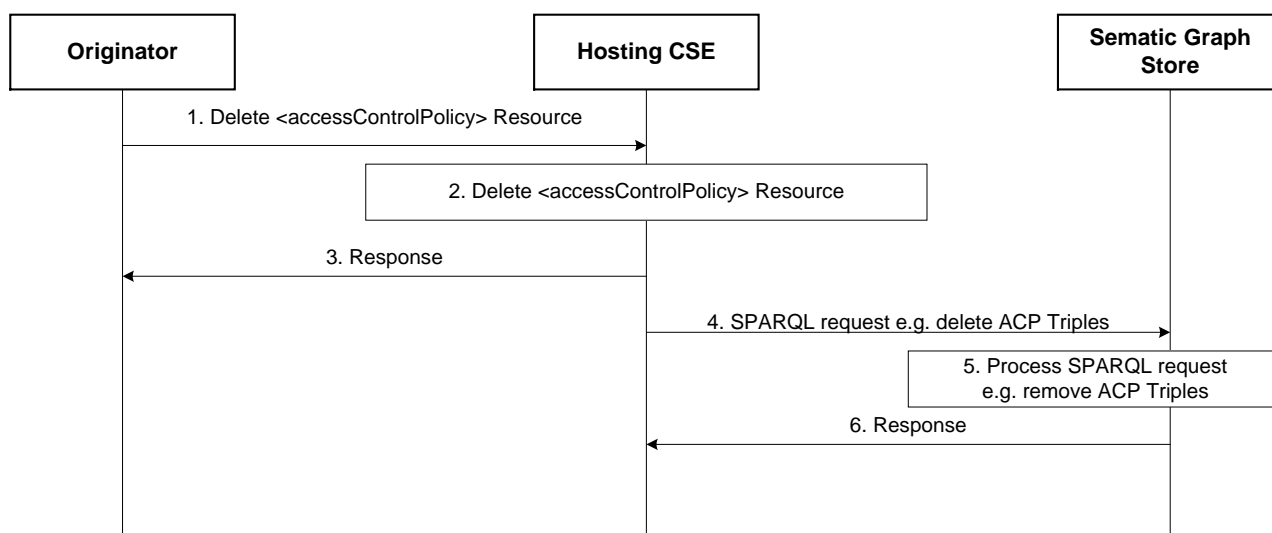 Originator
Hosting CSE
Sematic Graph
Store
1. Delete <accessControlPolicy> Resource
2. Delete <accessControlPolicy> Resource
3. Response
4. SPARQL request e.g. delete ACP Triples
5. Process SPARQL request
e.g. remove ACP Triples
6. Response